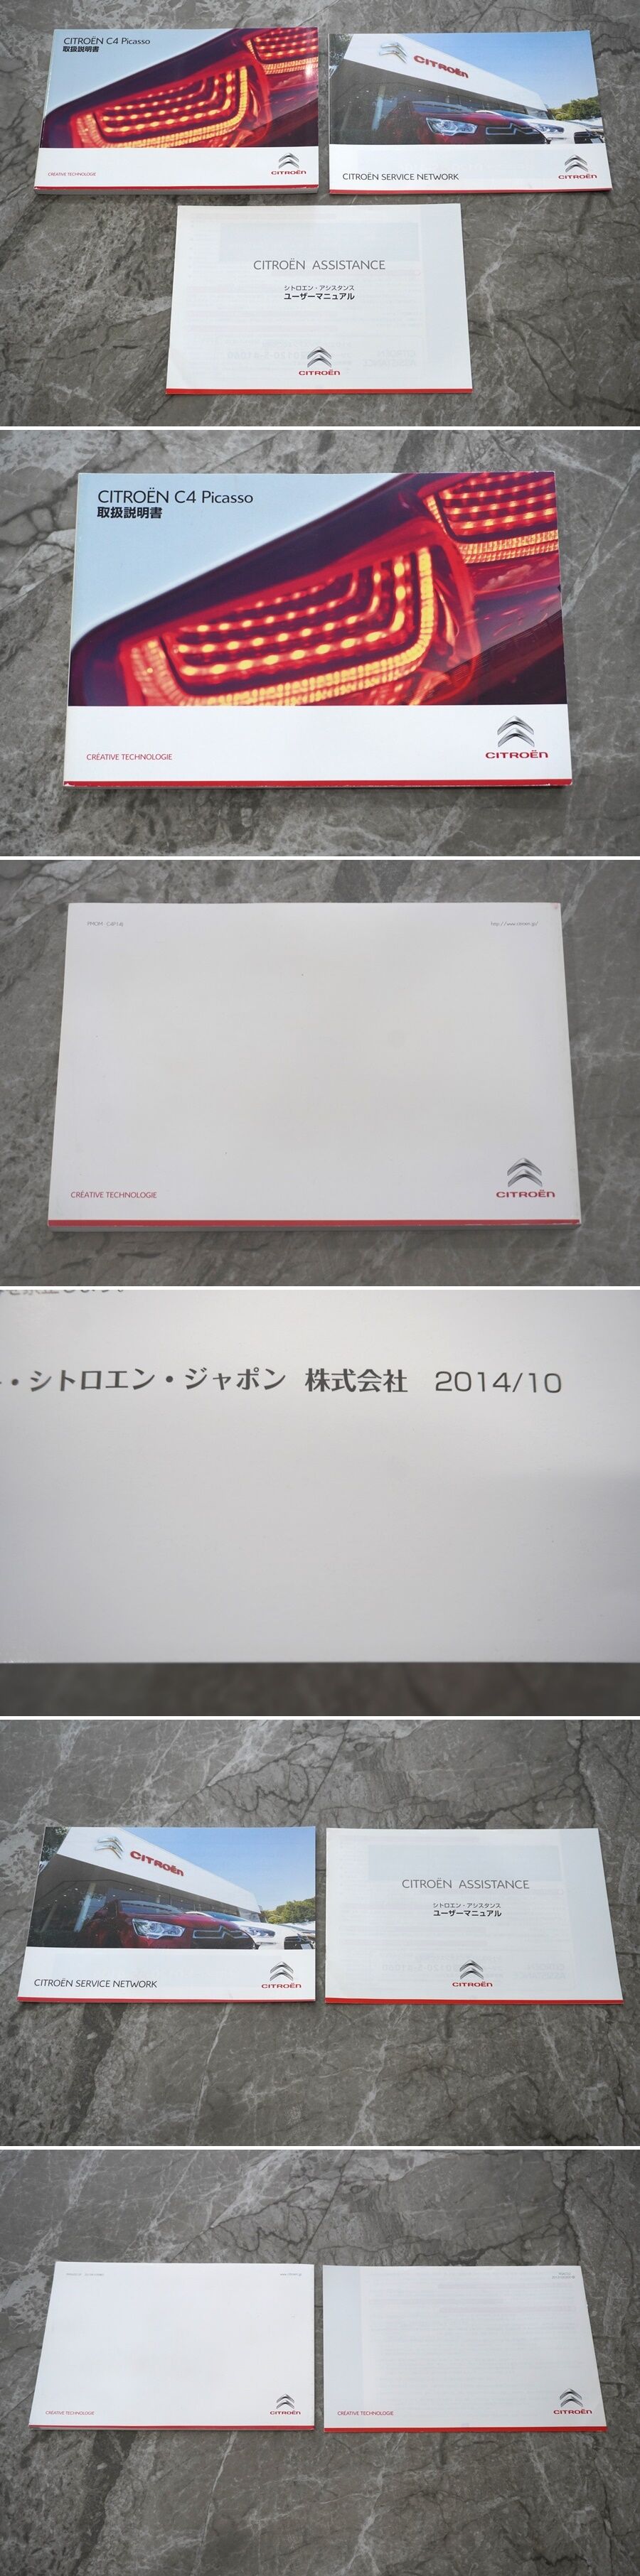 CITROËN C4 Picasso
取扱説明書
CRÉATIVE TECHNOLOGIE
CITROËN
CITROËN
CITROËN SERVICE NETWORK
CITROËN
CITROËN ASSISTANCE
シトロエン・アシスタンス
ユーザーマニュアル
CITROËN
CITROËN C4 Picasso
取扱説明書
CRÉATIVE TECHNOLOGIE
CITROËN
CRÉATIVE TECHNOLOGIE
CITROËN
・シトロエン・ジャポン 株式会社 2014/10
CITROËN
CITROËN SERVICE NETWORK
CITROËN
CITROËN ASSISTANCE
シトロエン・アシスタンス
ユーザーマニュアル
CITROËN
CRÉATIVE TECHNOLOGIE
CITROËN
CRÉATIVE TECHNOLOGIE
CITROËN